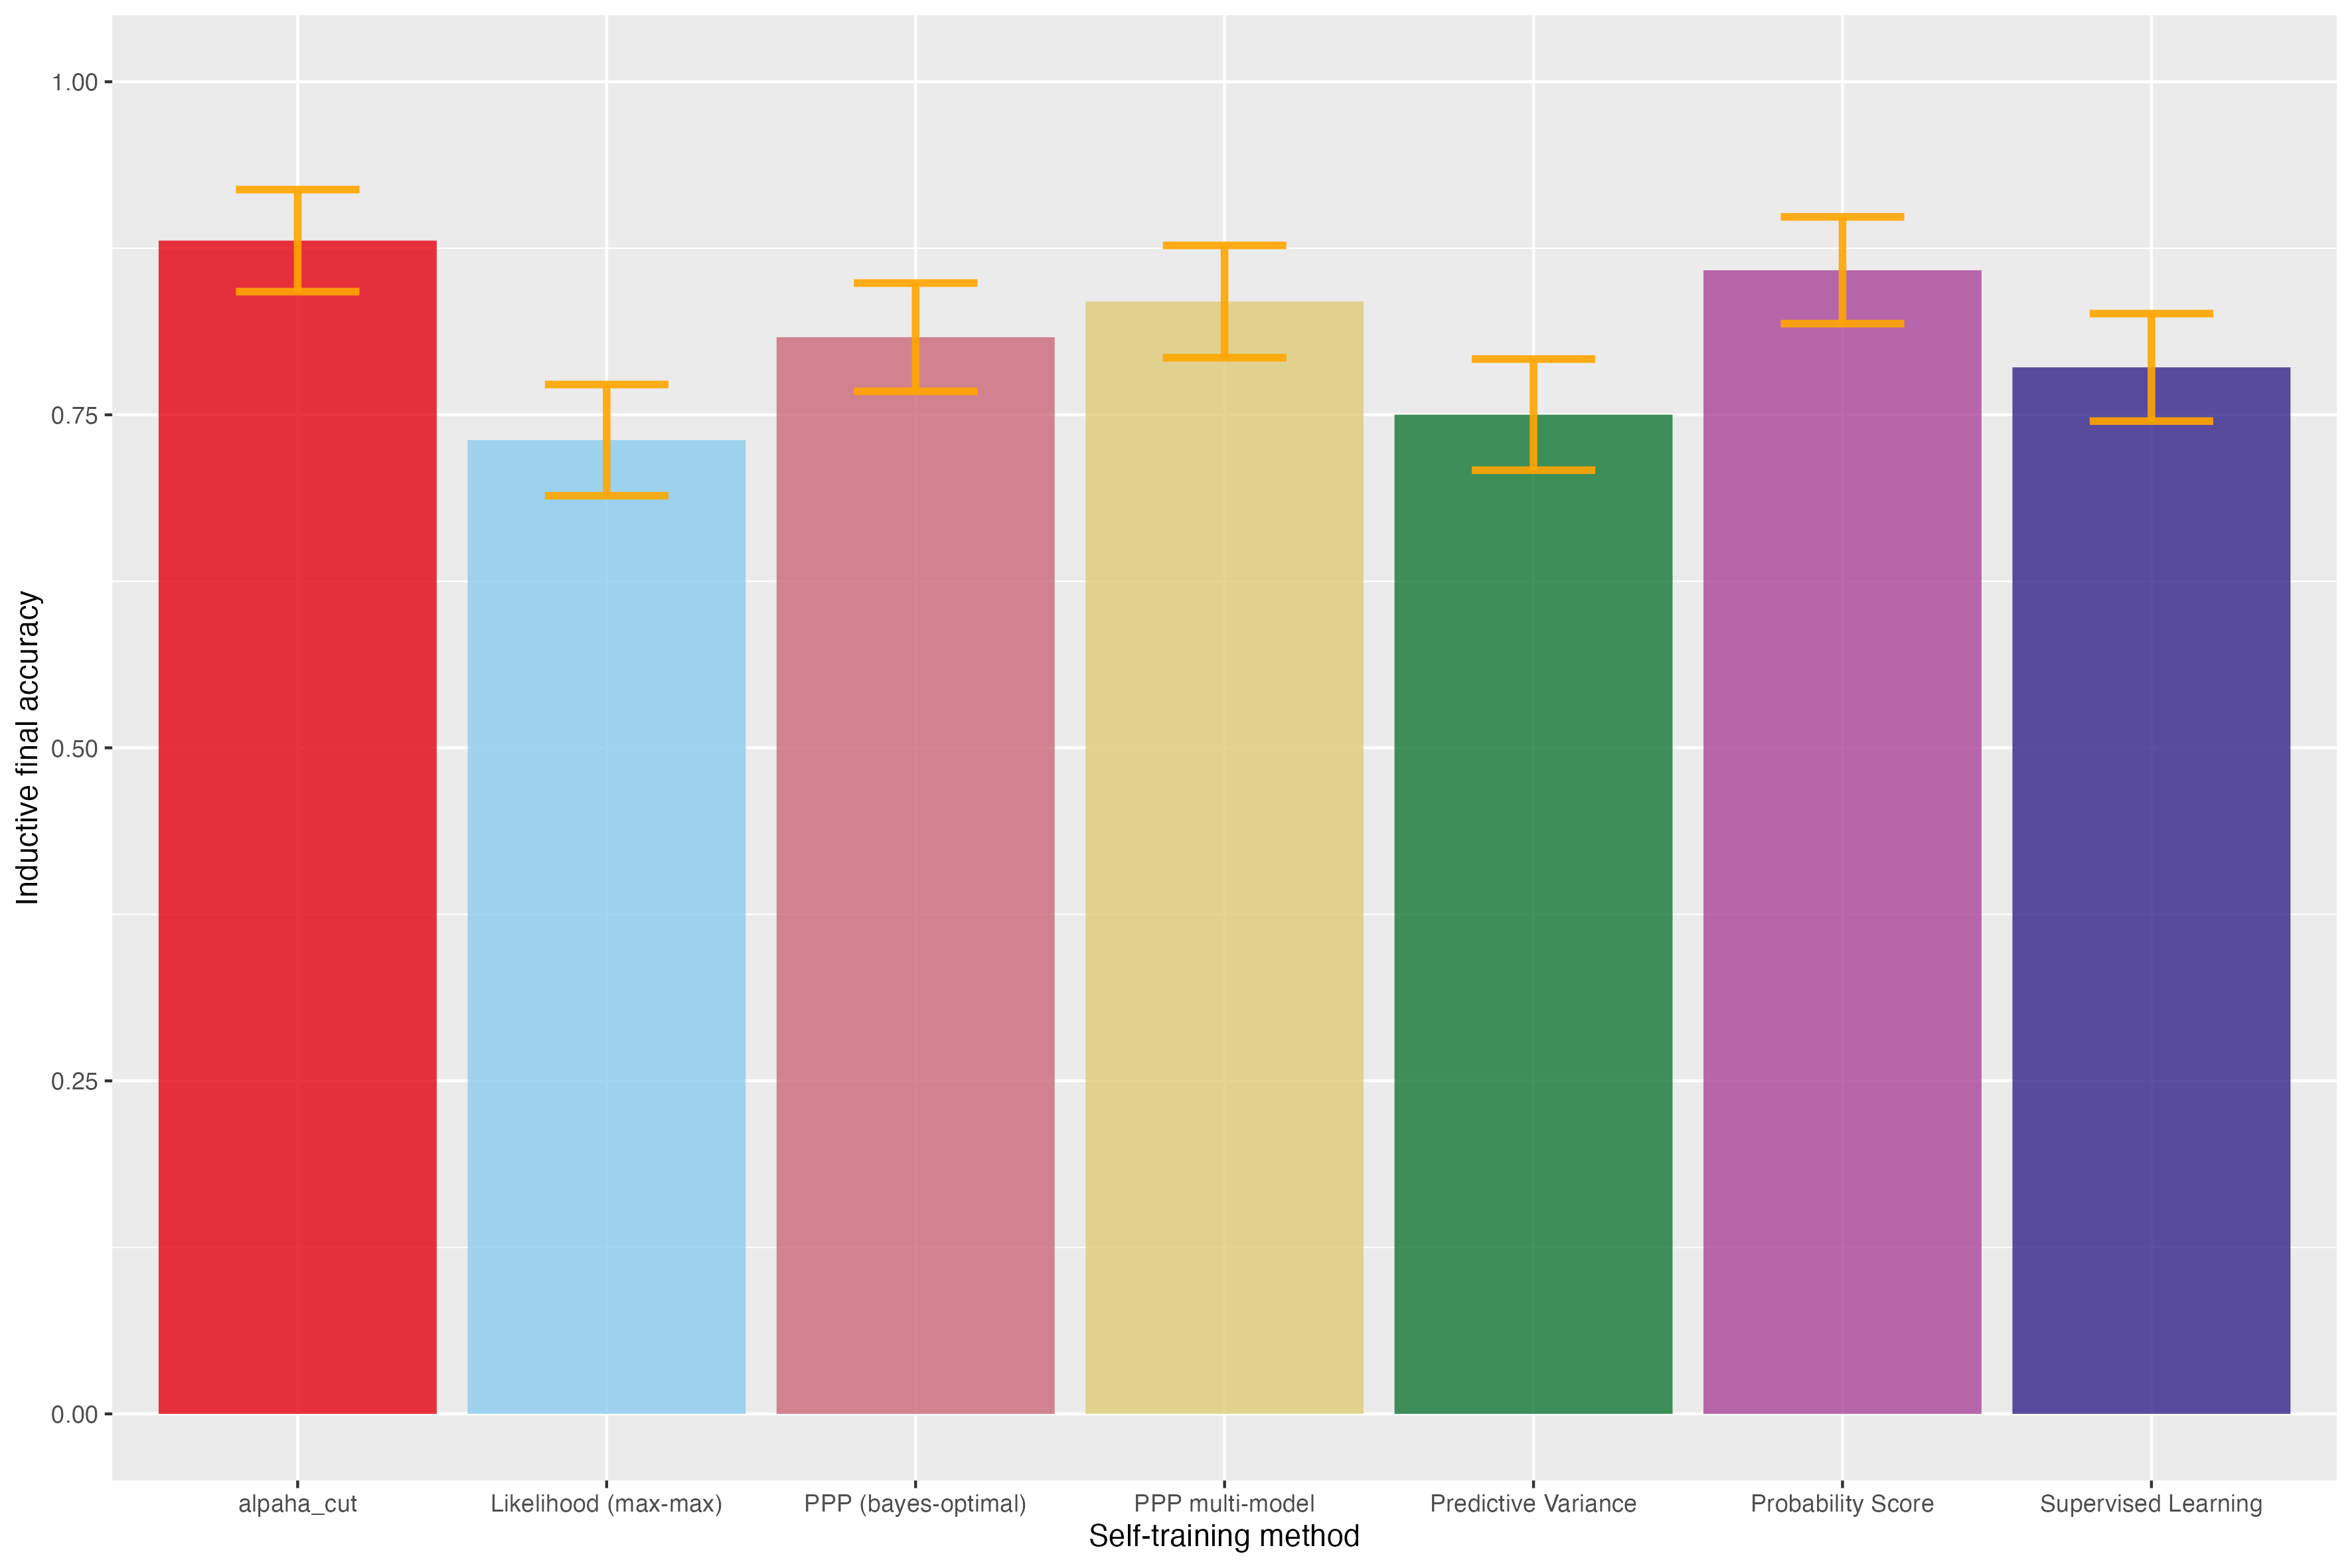 Inductive final accuracy
1.00
0.75
0.50
0.25
0.00
alpaha_cut
Likelihood (max-max)
PPP (bayes-optimal)
PPP multi-model
Predictive Variance
Probability Score
Supervised Learning
Self-training method